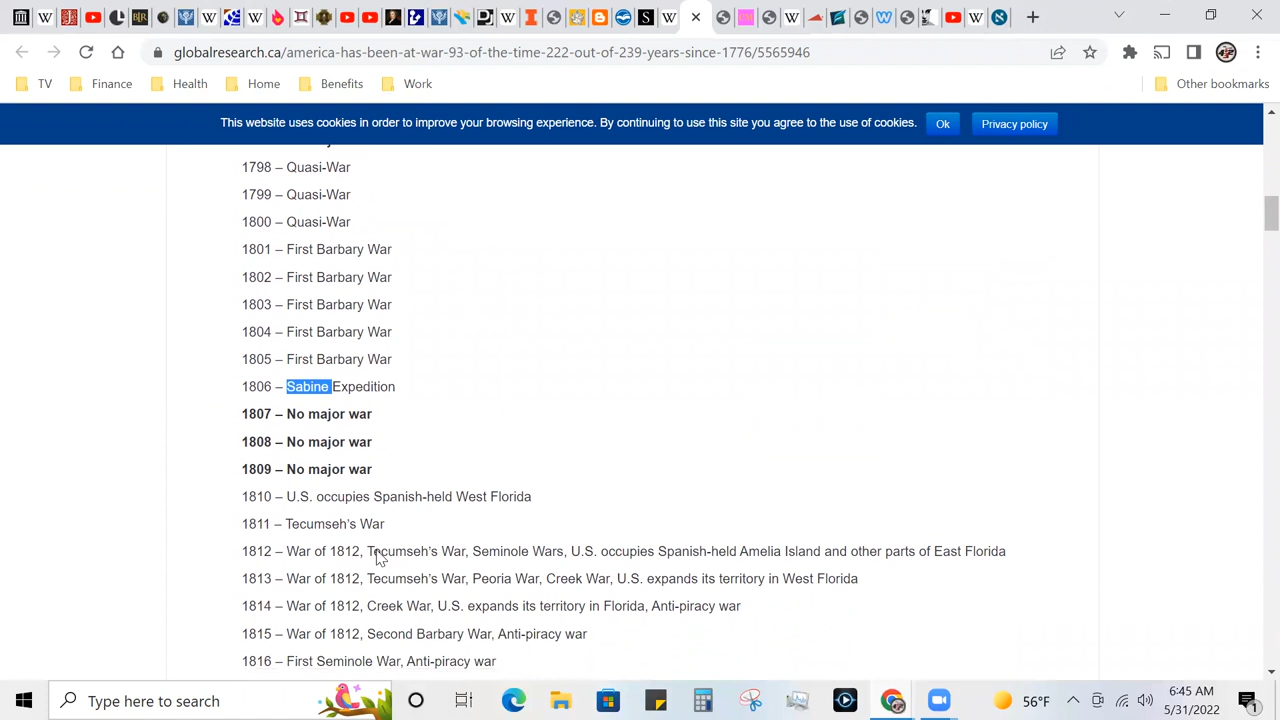 globalresearch.ca/america-has-been-at-war-93-of-the-time-222-out-of-239-years-since-1776/5565946
TV Finance Health Home Benefits Work Other bookmarks
This website uses cookies in order to improve your browsing experience. By continuing to use this site you agree to the use of cookies. Ok Privacy policy
1798 – Quasi-War
1799 – Quasi-War
1800 – Quasi-War
1801 – First Barbary War
1802 – First Barbary War
1803 – First Barbary War
1804 – First Barbary War
1805 – First Barbary War
1806 – Sabine Expedition
1807 – No major war
1808 – No major war
1809 – No major war
1810 – U.S. occupies Spanish-held West Florida
1811 – Tecumseh's War
1812 – War of 1812, Tecumseh's War, Seminole Wars, U.S. occupies Spanish-held Amelia Island and other parts of East Florida
1813 – War of 1812, Tecumseh's War, Peoria War, Creek War, U.S. expands its territory in West Florida
1814 – War of 1812, Creek War, U.S. expands its territory in Florida, Anti-piracy war
1815 – War of 1812, Second Barbary War, Anti-piracy war
1816 – First Seminole War, Anti-piracy war
Type here to search
56°F
6:45 AM
5/31/2022
1